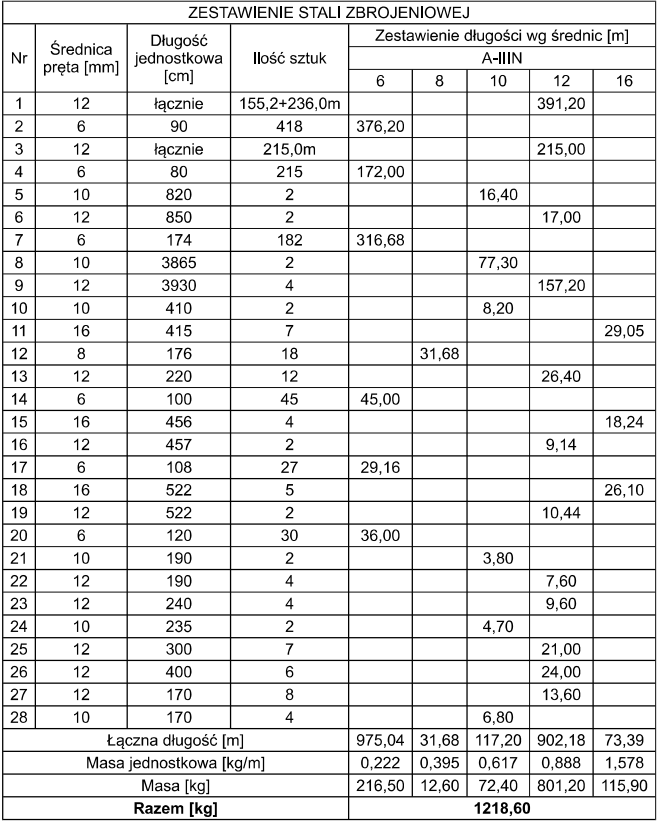 ZESTAWIENIE STALI ZBROJENIOWEJ
Nr Średnica pręta [mm] Długość jednostkowa [cm] Ilość sztuk Zestawienie długości wg średnic [m]
A-IIIN
6 8 10 12 16
1 12 łącznie 155,2+236,0m 391,20
2 6 90 418 376,20
3 12 łącznie 215,0m 215,00
4 6 80 215 172,00
5 10 820 2 16,40
6 12 850 2 17,00
7 6 174 182 316,68
8 10 3865 2 77,30
9 12 3930 4 157,20
10 10 410 2 8,20
11 16 415 7 29,05
12 8 176 18 31,68
13 12 220 12 26,40
14 6 100 45 45,00
15 16 456 4 18,24
16 12 457 2 9,14
17 6 108 27 29,16
18 16 522 5 26,10
19 12 522 2 10,44
20 6 120 30 36,00
21 10 190 2 3,80
22 12 190 4 7,60
23 12 240 4 9,60
24 10 235 2 4,70
25 12 300 7 21,00
26 12 400 6 24,00
27 12 170 8 13,60
28 10 170 4 6,80
Łączna długość [m] 975,04 31,68 117,20 902,18 73,39
Masa jednostkowa [kg/m] 0,222 0,395 0,617 0,888 1,578
Masa [kg] 216,50 12,60 72,40 801,20 115,90
Razem [kg] 1218,60